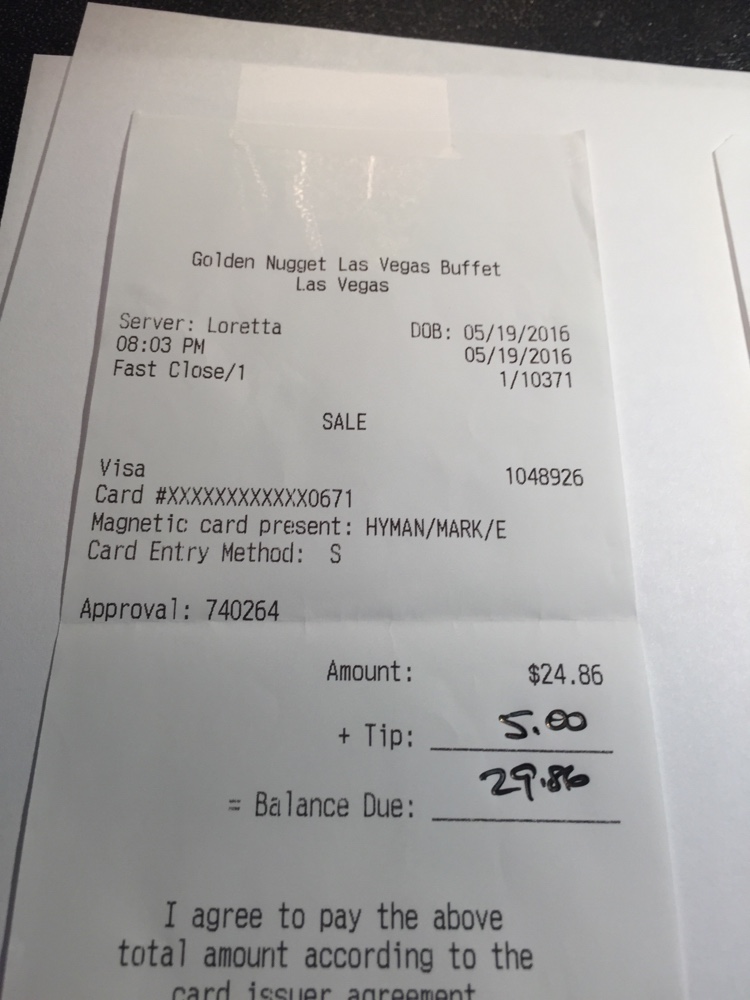 Golden Nugget Las Vegas Buffet
Las Vegas
Server: Loretta DOB: 05/19/2016
08:03 PM 05/19/2016
Fast Close/1 1/10371
SALE
Visa 1048926
Card #XXXXXXXXXXXX0671
Magnetic card present: HYMAN/MARK/E
Card Entry Method: S
Approval: 740264
Amount: $24.86
+ Tip: 5.00
= Balance Due: 29.86
I agree to pay the above
total amount according to the
card issuer agreement